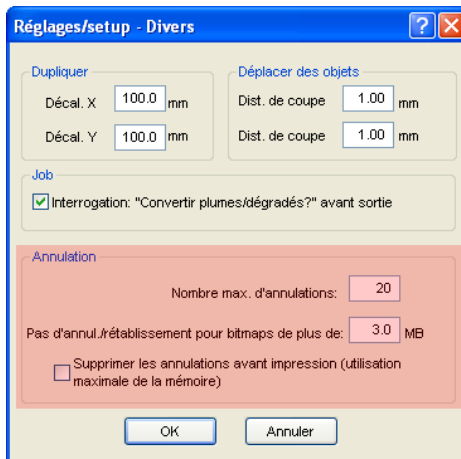 Réglages/setup - Divers
Dupliquer
Décal. X 100.0 mm
Décal. Y 100.0 mm
Déplacer des objets
Dist. de coupe 1.00 mm
Dist. de coupe 1.00 mm
Job
Interrogation: "Convertir plumes/dégradés?" avant sortie
Annulation
Nombre max. d'annulations: 20
Pas d'annul./rétablissement pour bitmaps de plus de: 3.0 MB
Supprimer les annulations avant impression (utilisation
maximale de la mémoire)
OK Annuler